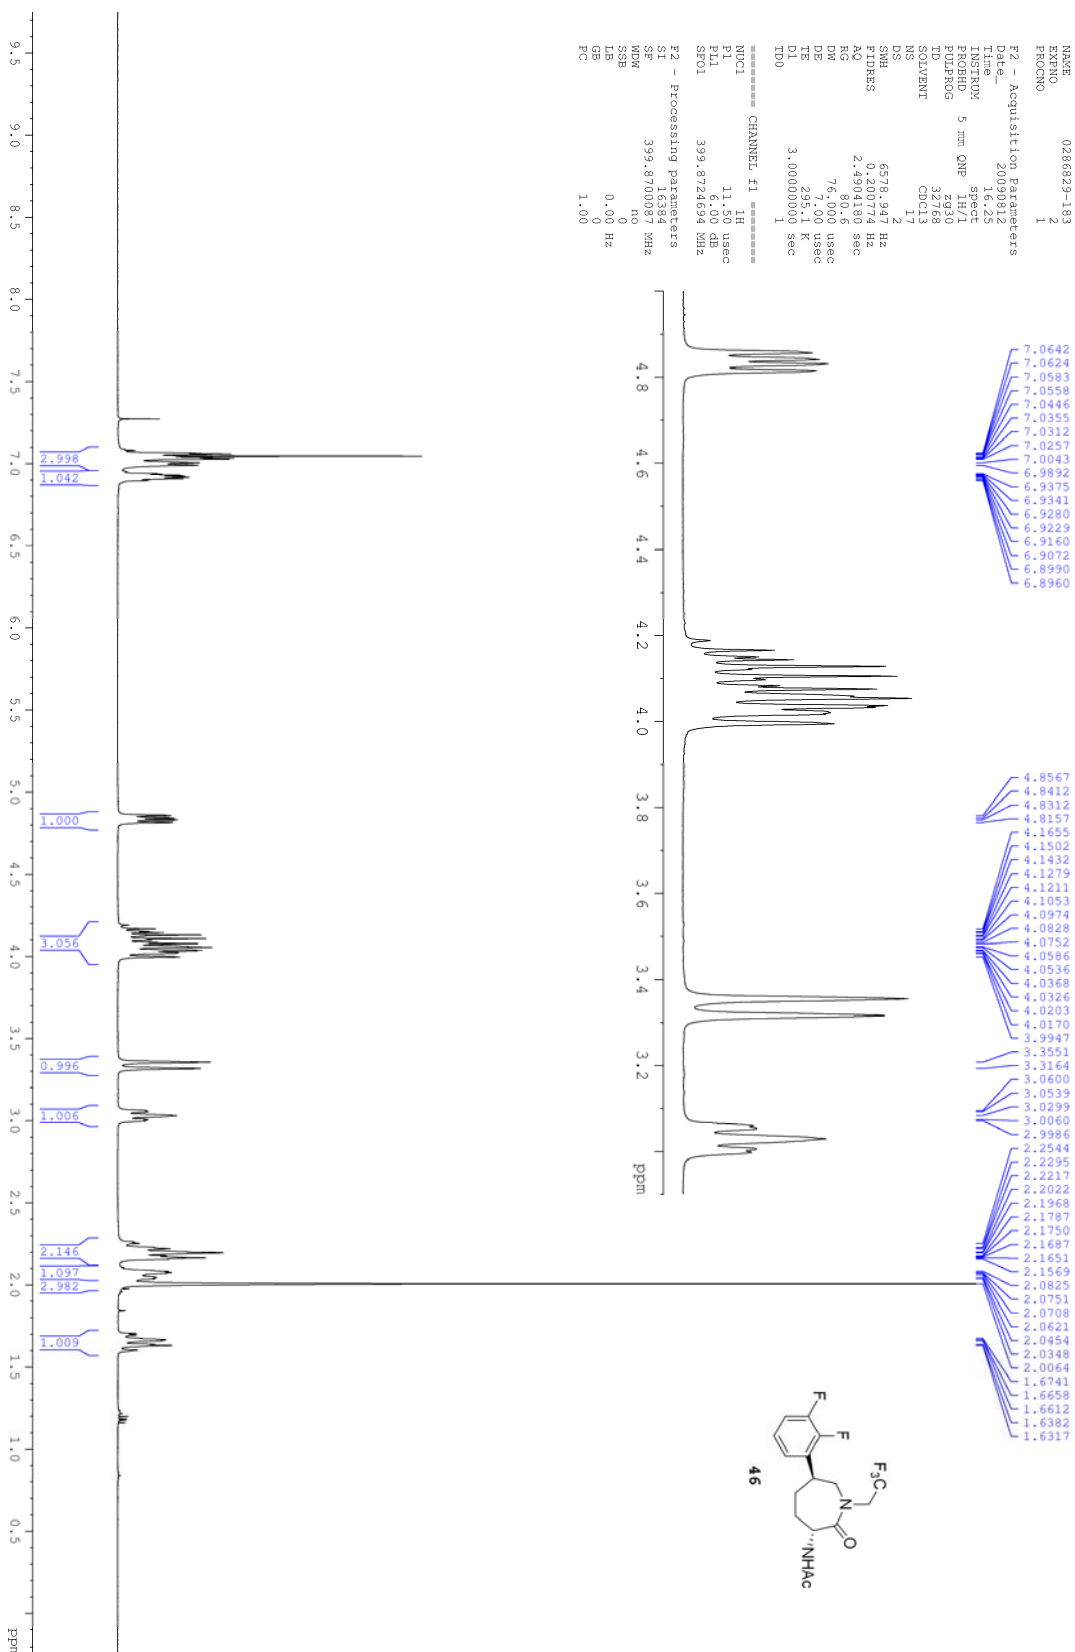 NAME 0286829-183
EXPNO 2
PROCNO 1
F2 - Acquisition Parameters
Date_ 20090812
Time 16.25
INSTRUM spect
PROBHD 5 mm QNP 1H/1
PULPROG zg30
TD 32768
SOLVENT CDCl3
NS 17
DS 2
SWH 6578.947 Hz
FIDRES 0.200774 Hz
AQ 2.4904180 sec
RG 80.6
DW 76.000 usec
DE 7.00 usec
TE 295.1 K
D1 3.00000000 sec
TD0 1
======== CHANNEL f1 ========
NUC1 1H
P1 11.50 usec
PL1 6.00 dB
SFO1 399.8724694 MHz
F2 - Processing parameters
SI 16384
SF 399.8700087 MHz
WDW no
SSB 0
LB 0.00 Hz
GB 0
PC 1.00
7.0642
7.0624
7.0583
7.0558
7.0446
7.0355
7.0312
7.0257
7.0043
6.9892
6.9375
6.9341
6.9280
6.9229
6.9160
6.9072
6.8990
6.8960
4.8567
4.8412
4.8312
4.8157
4.1655
4.1502
4.1432
4.1279
4.1211
4.1053
4.0974
4.0828
4.0752
4.0586
4.0536
4.0368
4.0326
4.0203
4.0170
3.9947
3.3551
3.3164
3.0600
3.0539
3.0299
3.0060
2.9986
2.2544
2.2295
2.2217
2.2022
2.1968
2.1787
2.1750
2.1687
2.1651
2.1569
2.0825
2.0751
2.0708
2.0621
2.0454
2.0348
2.0064
1.6741
1.6658
1.6612
1.6382
1.6317
4.8 4.6 4.4 4.2 4.0 3.8 3.6 3.4 3.2 ppm
F
F
F3C
N
O
NHAc
46
2.998
1.042
1.000
3.056
0.996
1.006
2.146
1.097
2.982
1.009
9.5 9.0 8.5 8.0 7.5 7.0 6.5 6.0 5.5 5.0 4.5 4.0 3.5 3.0 2.5 2.0 1.5 1.0 0.5 ppm